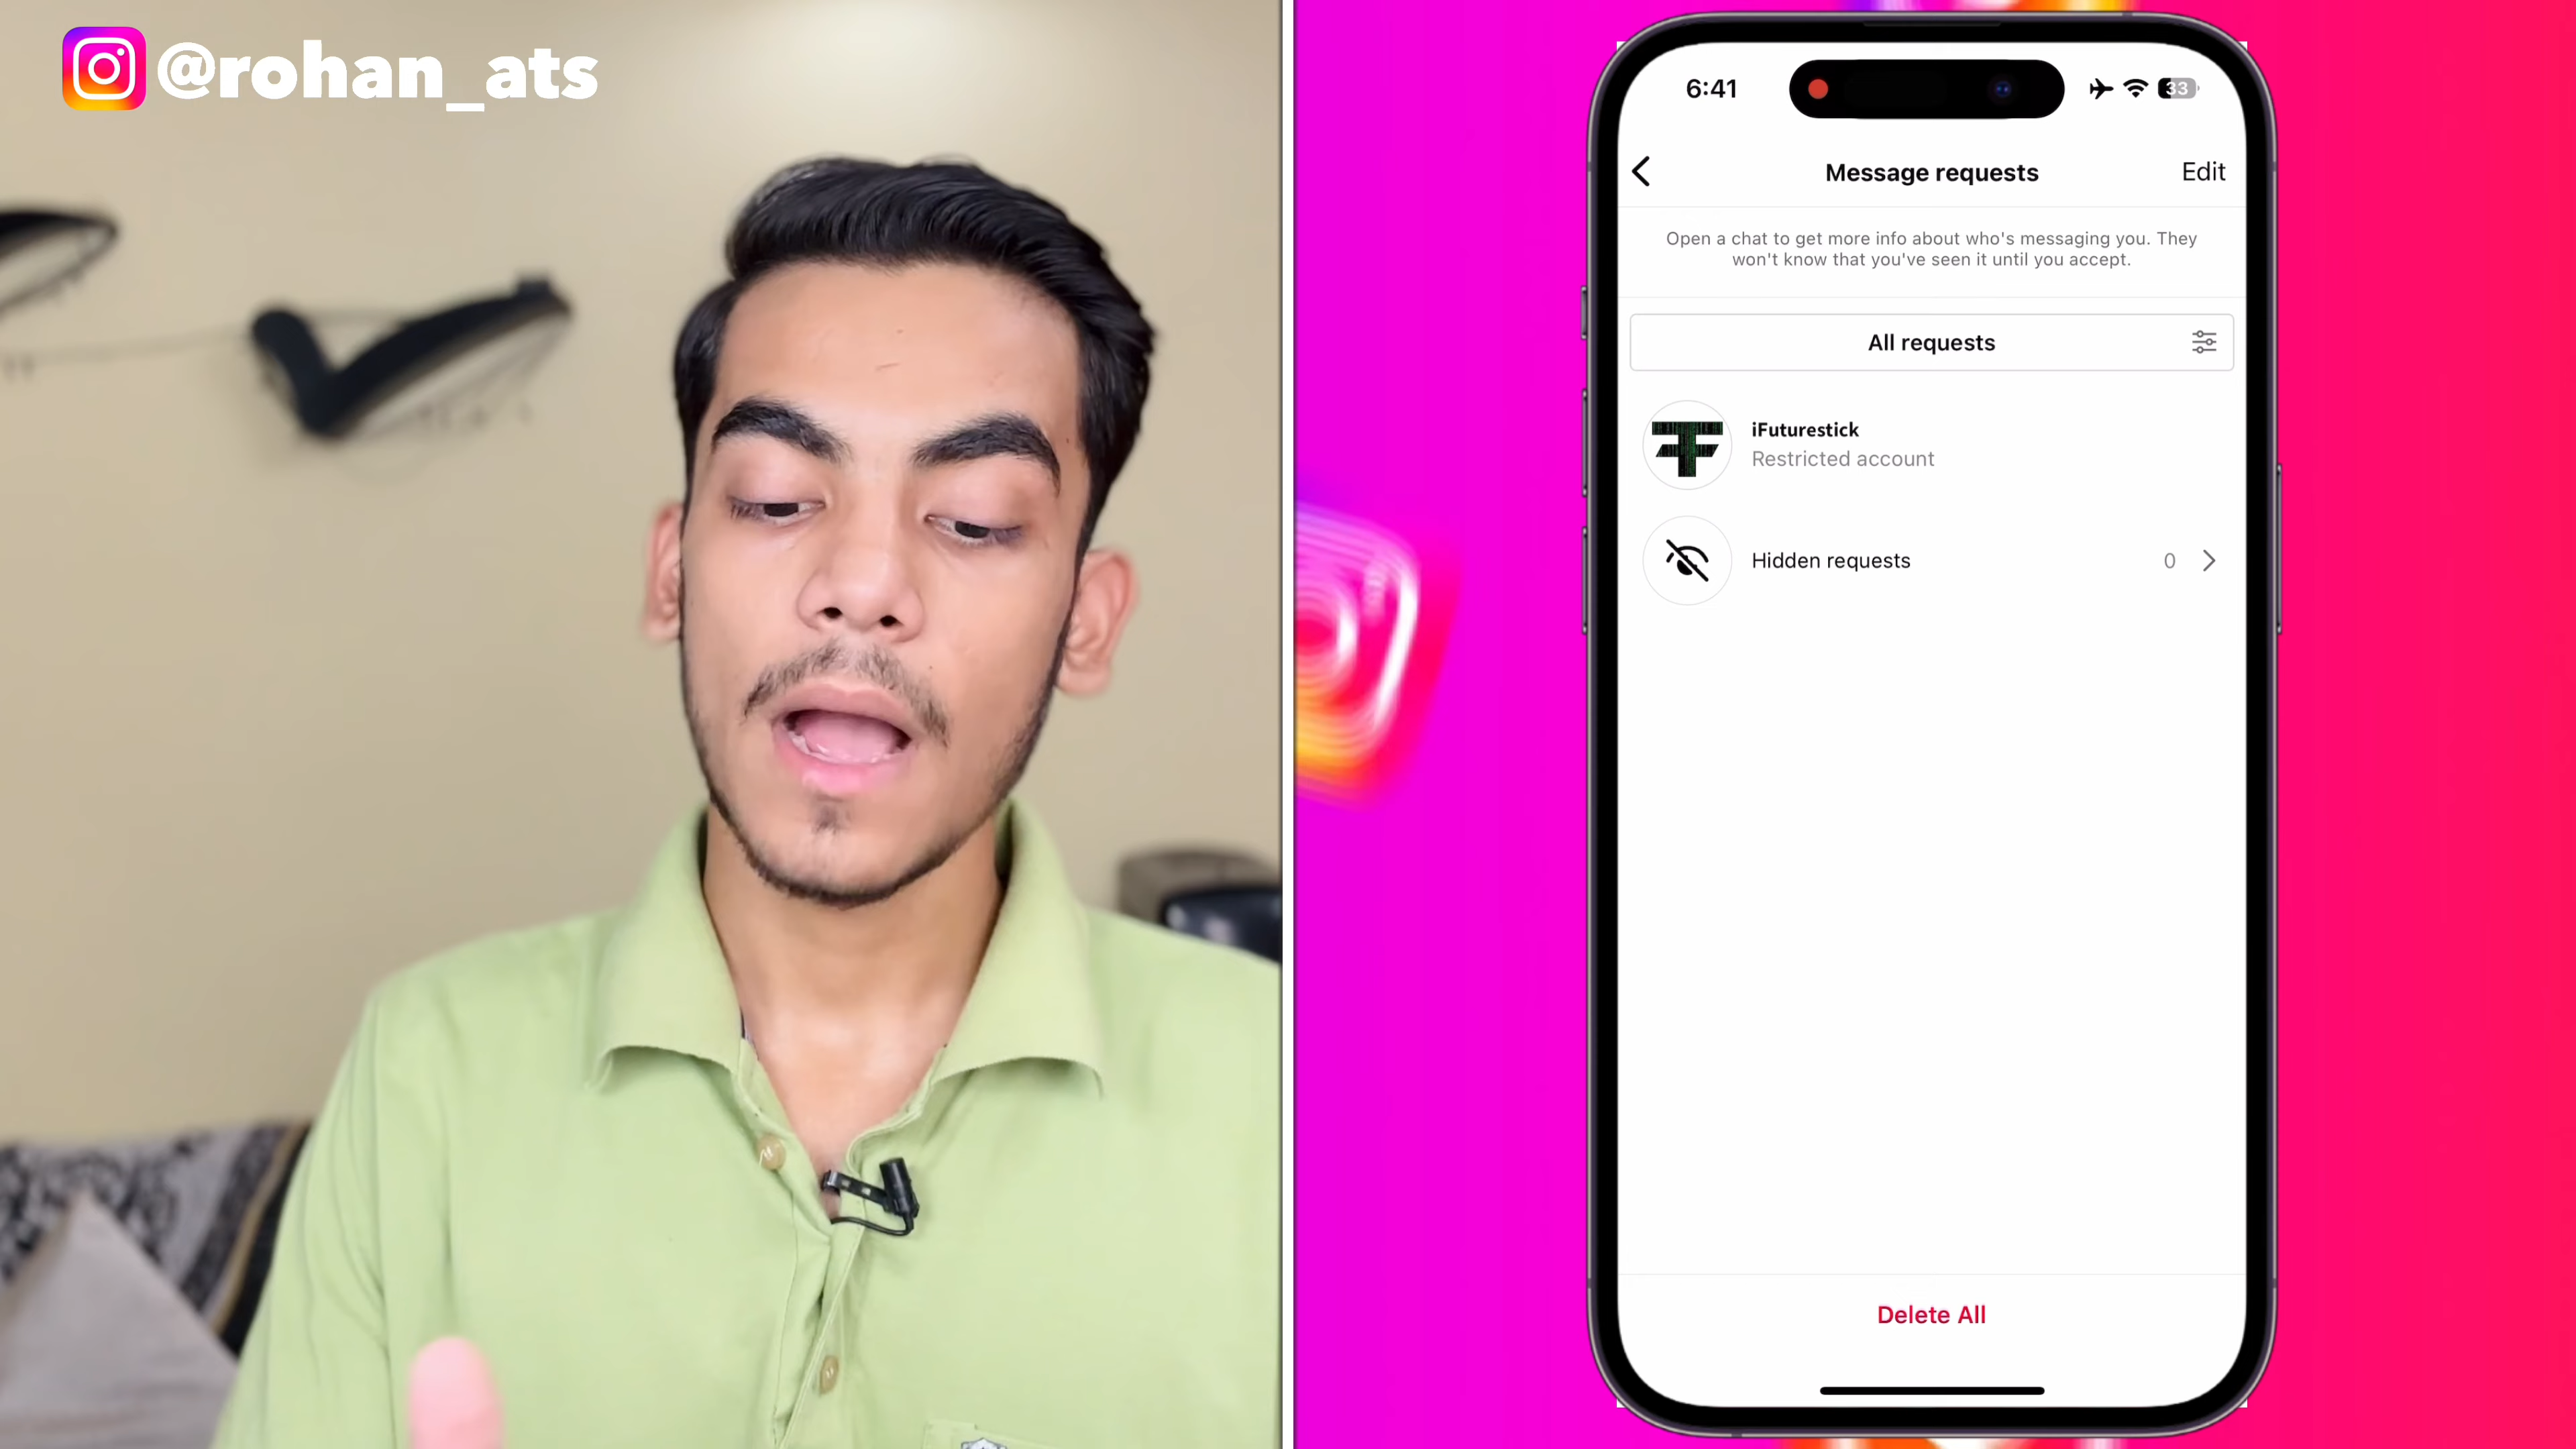 @rohan_ats
6:41
33
Message requests
Edit
Open a chat to get more info about who's messaging you. They
won't know that you've seen it until you accept.
All requests
iFuturestick
Restricted account
Hidden requests
0
Delete All